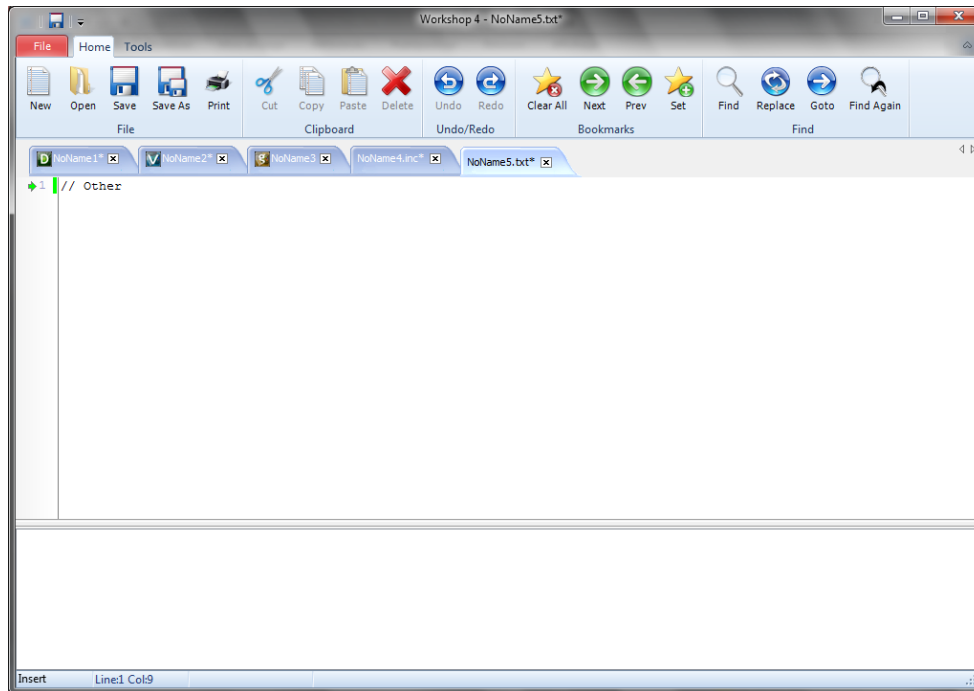 Workshop 4 - NoName5.txt*
File Home Tools
New Open Save Save As Print Cut Copy Paste Delete Undo Redo Clear All Next Prev Set Find Replace Goto Find Again
File Clipboard Undo/Redo Bookmarks Find
NoName1* NoName2* NoName3 NoName4.inc* NoName5.txt*
1 // Other
Insert Line:1 Col:9